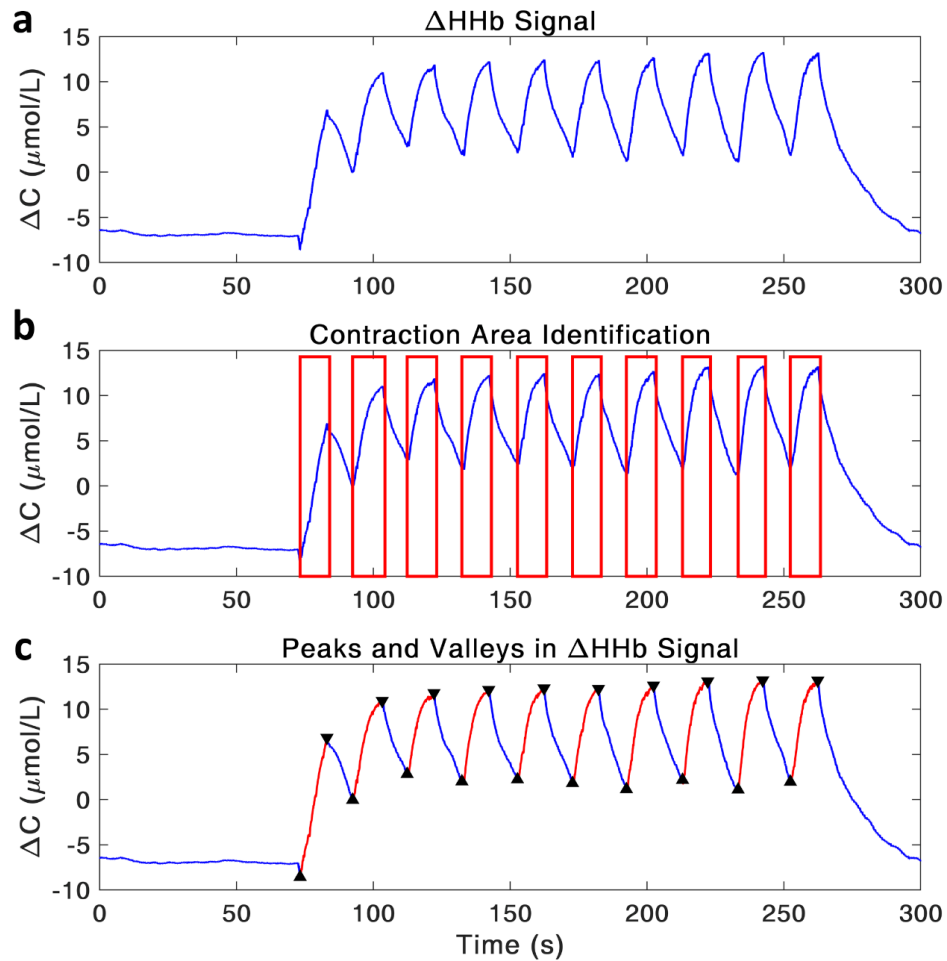 a
ΔHHb Signal
ΔC (μmol/L)
15
10
5
0
-5
-10
0 50 100 150 200 250 300
b
Contraction Area Identification
ΔC (μmol/L)
15
10
5
0
-5
-10
0 50 100 150 200 250 300
c
Peaks and Valleys in ΔHHb Signal
ΔC (μmol/L)
15
10
5
0
-5
-10
0 50 100 150 200 250 300
Time (s)